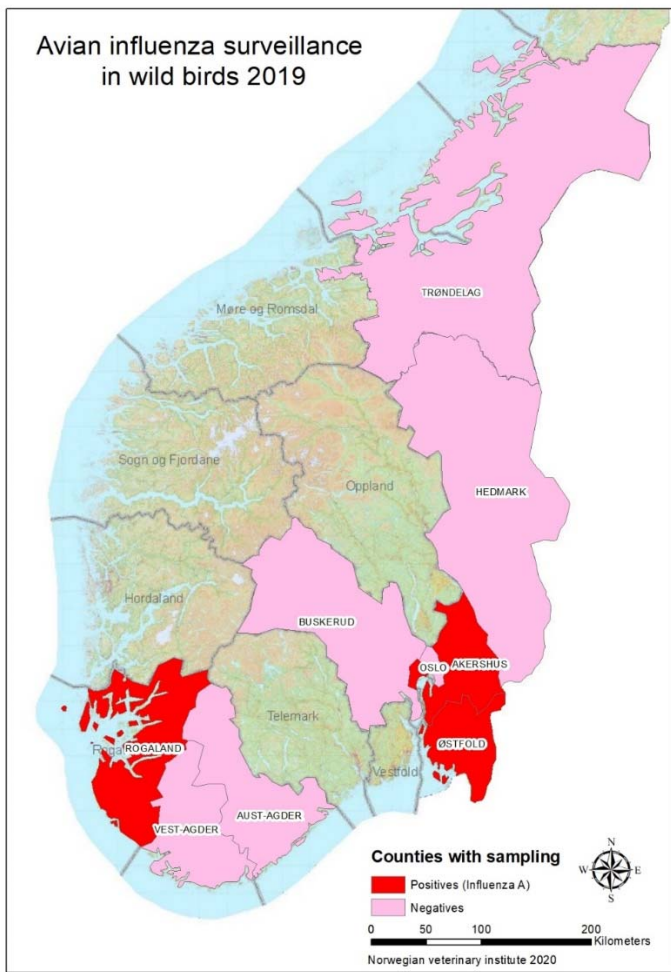 Avian influenza surveillance
in wild birds 2019
TRØNDELAG
Møre og Romsdal
Sogn og Fjordane
Oppland
HEDMARK
Hordaland
BUSKERUD
OSLO
AKERSHUS
Telemark
ROGALAND
ØSTFOLD
Vestfold
AUST-AGDER
VEST-AGDER
Counties with sampling
Positives (Influenza A)
Negatives
N
W E
S
0 50 100 200
Kilometers
Norwegian veterinary institute 2020